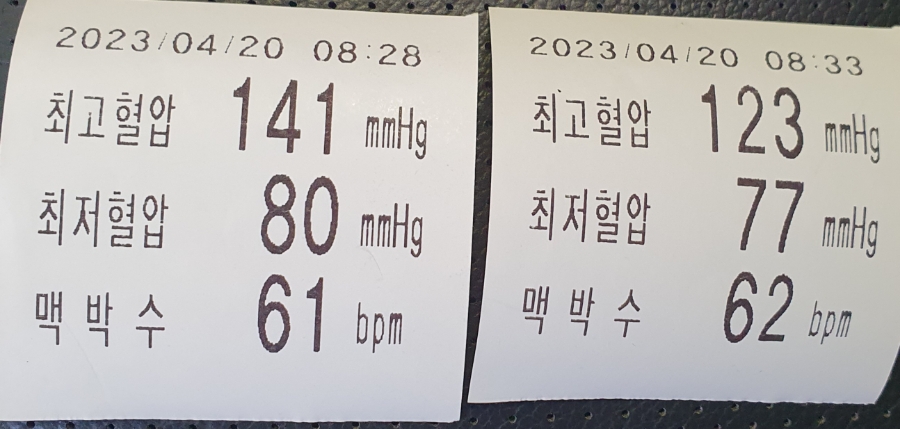 2023/04/20 08:28
최고혈압 141 mmHg
최저혈압 80 mmHg
맥박수 61 bpm
2023/04/20 08:33
최고혈압 123 mmHg
최저혈압 77 mmHg
맥박수 62 bpm